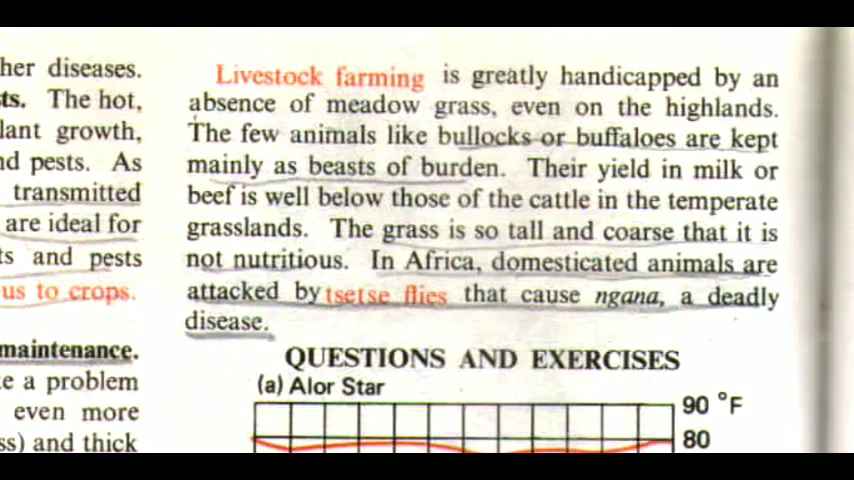 her diseases.
ts. The hot,
lant growth,
nd pests. As
transmitted
are ideal for
ts and pests
us to crops.
maintenance.
te a problem
even more
ss) and thick
Livestock farming is greatly handicapped by an
absence of meadow grass, even on the highlands.
The few animals like bullocks or buffaloes are kept
mainly as beasts of burden. Their yield in milk or
beef is well below those of the cattle in the temperate
grasslands. The grass is so tall and coarse that it is
not nutritious. In Africa, domesticated animals are
attacked by tsetse flies that cause ngana, a deadly
disease.
QUESTIONS AND EXERCISES
(a) Alor Star
90 °F
80